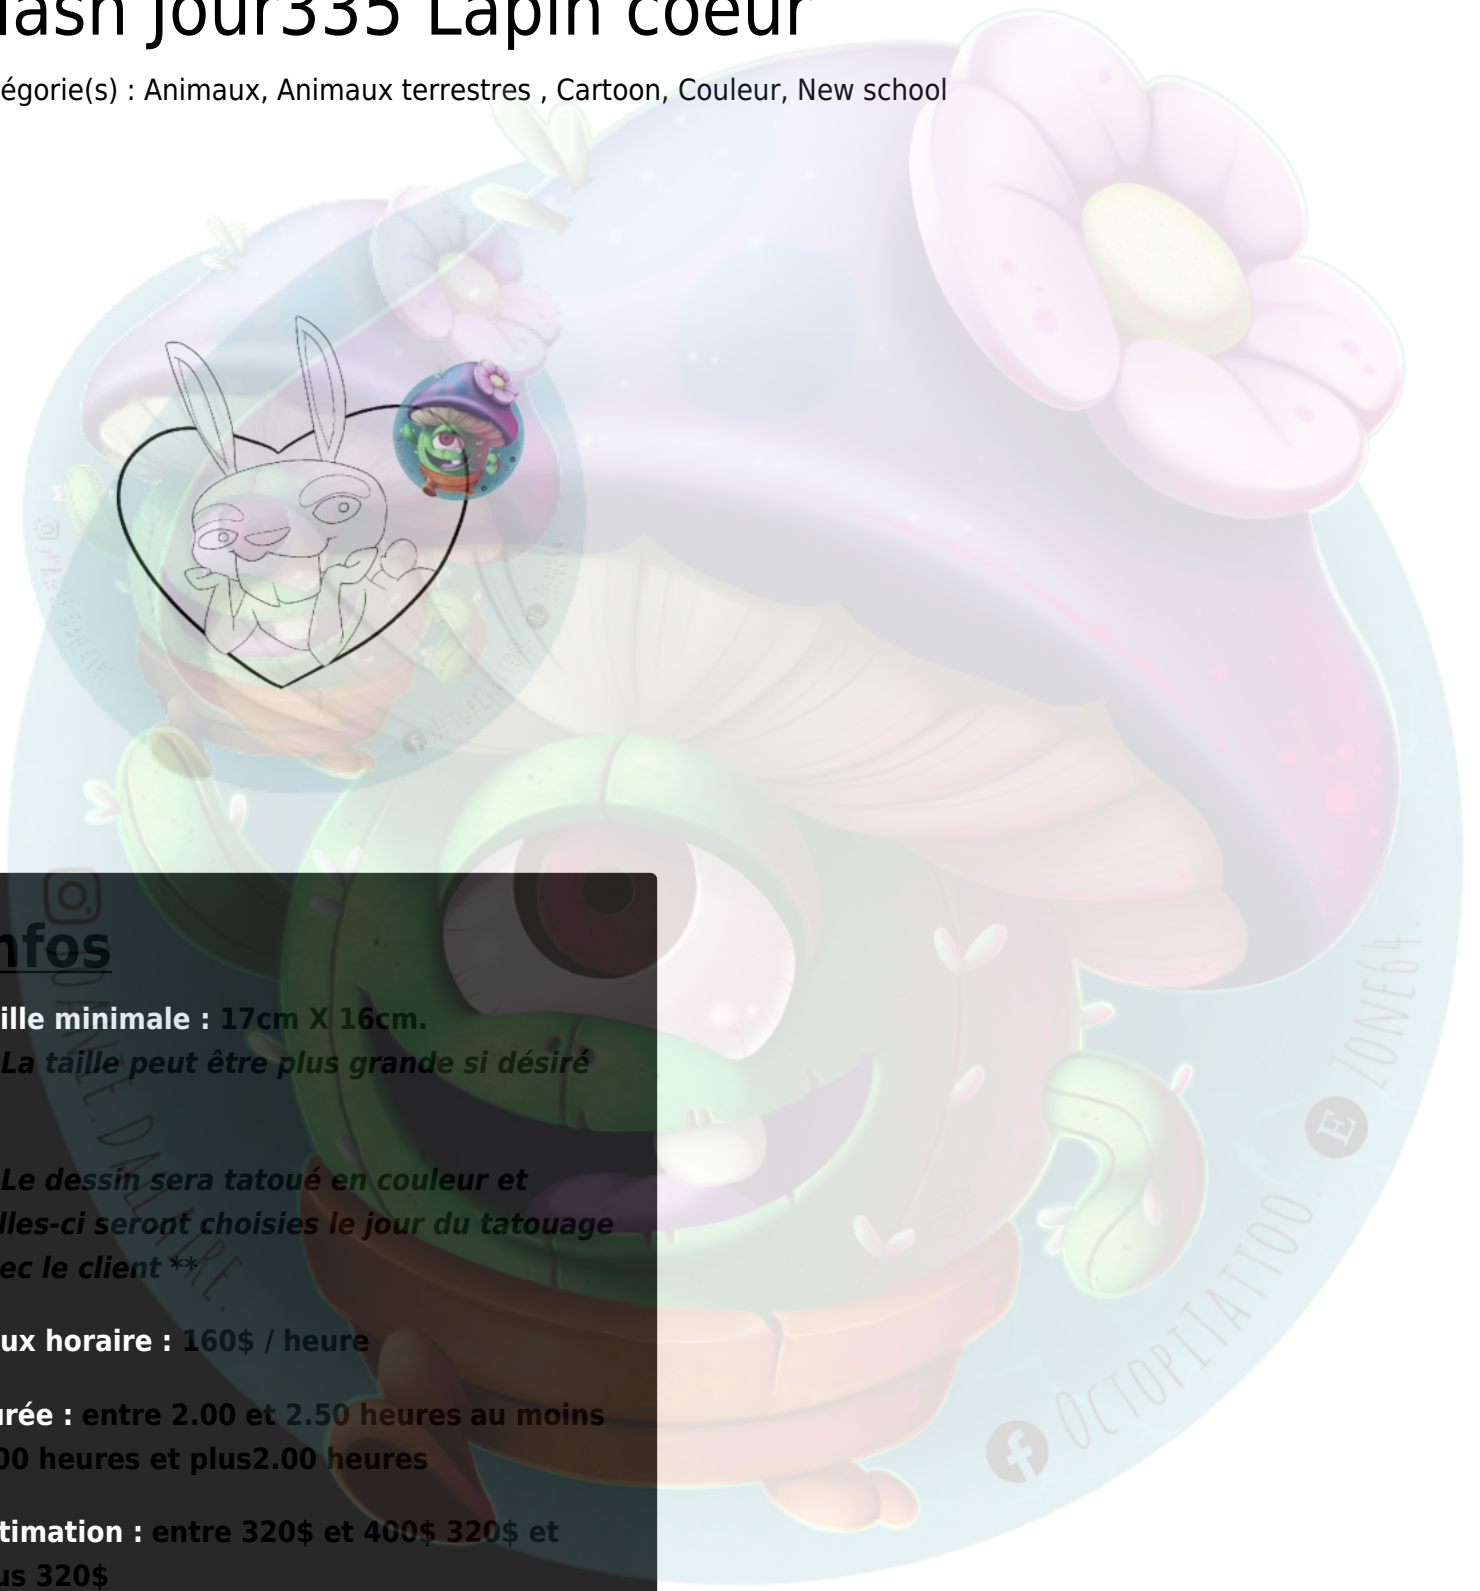 lash Jour335 Lapin coeur
égorie(s) : Animaux, Animaux terrestres , Cartoon, Couleur, New school
nfos
ille minimale : 17cm X 16cm.
La taille peut être plus grande si désiré
Le dessin sera tatoué en couleur et
lles-ci seront choisies le jour du tatouage
ec le client **
ux horaire : 160$ / heure
urée : entre 2.00 et 2.50 heures au moins
00 heures et plus2.00 heures
timation : entre 320$ et 400$ 320$ et
us 320$
ZONE64.
OCTOPITATTOO.